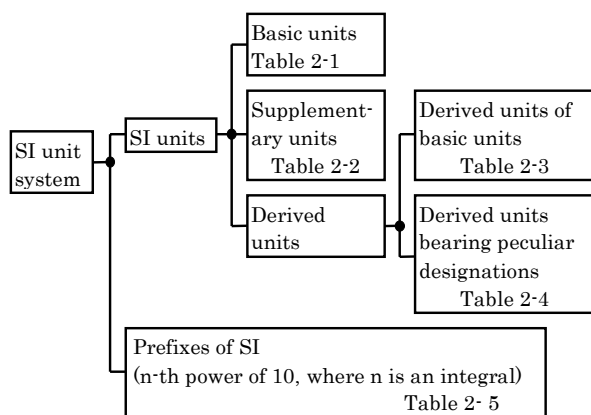 Basic units
Table 2-1
Supplement-
ary units
Table 2-2
Derived units of
basic units
Table 2-3
SI units
SI unit
system
Derived
units
Derived units
bearing peculiar
designations
Table 2-4
Prefixes of SI
(n-th power of 10, where n is an integral)
Table 2- 5